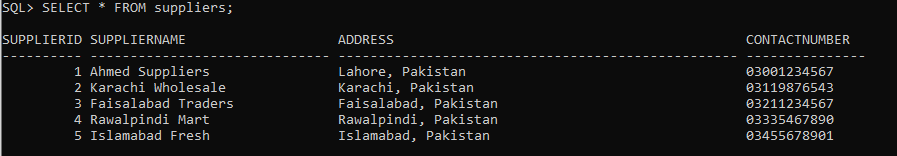 SQL> SELECT * FROM suppliers;
SUPPLIERID SUPPLIERNAME ADDRESS CONTACTNUMBER
---------- ------------------------------ -------------------------------------------------- ---------------
1 Ahmed Suppliers Lahore, Pakistan 03001234567
2 Karachi Wholesale Karachi, Pakistan 03119876543
3 Faisalabad Traders Faisalabad, Pakistan 03211234567
4 Rawalpindi Mart Rawalpindi, Pakistan 03335467890
5 Islamabad Fresh Islamabad, Pakistan 03455678901